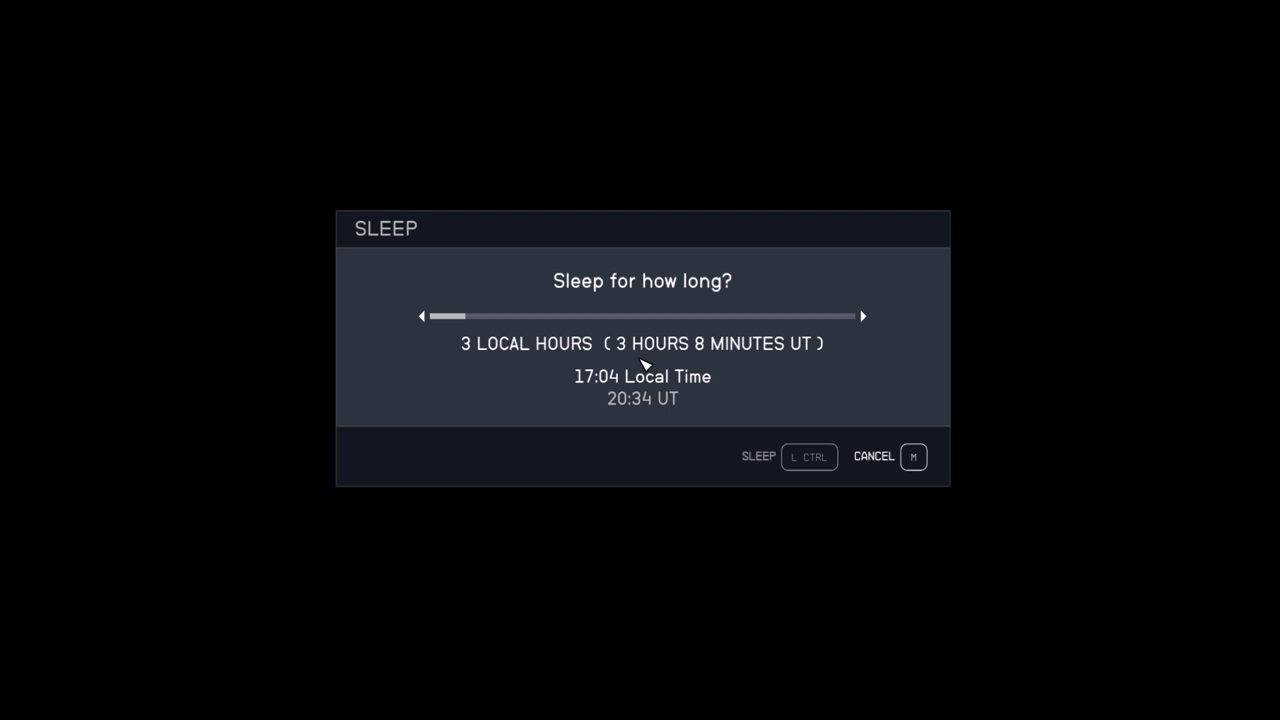 SLEEP
Sleep for how long?
3 LOCAL HOURS ( 3 HOURS 8 MINUTES UT )
17:04 Local Time
20:34 UT
SLEEP L CTRL CANCEL M